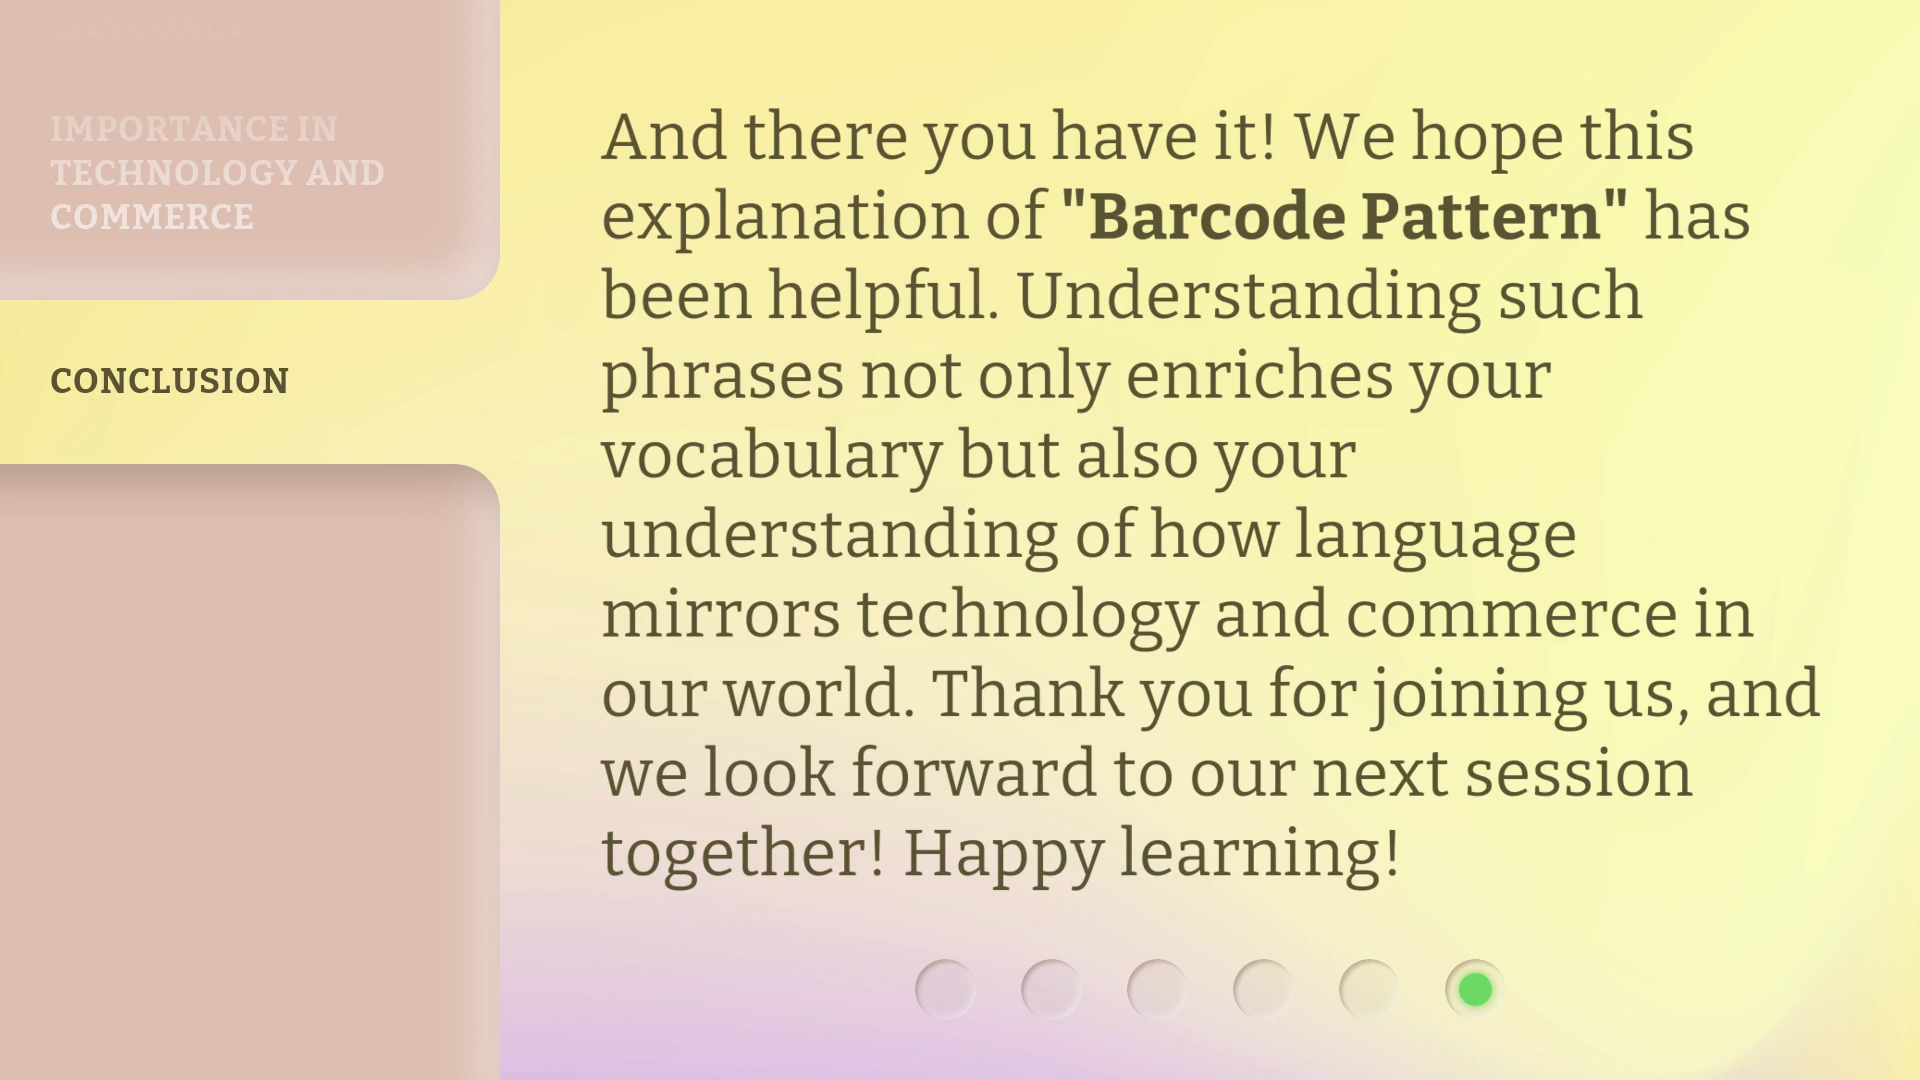 LANGUAGE
IMPORTANCE IN
TECHNOLOGY AND
COMMERCE
CONCLUSION
And there you have it! We hope this
explanation of "Barcode Pattern" has
been helpful. Understanding such
phrases not only enriches your
vocabulary but also your
understanding of how language
mirrors technology and commerce in
our world. Thank you for joining us, and
we look forward to our next session
together! Happy learning!